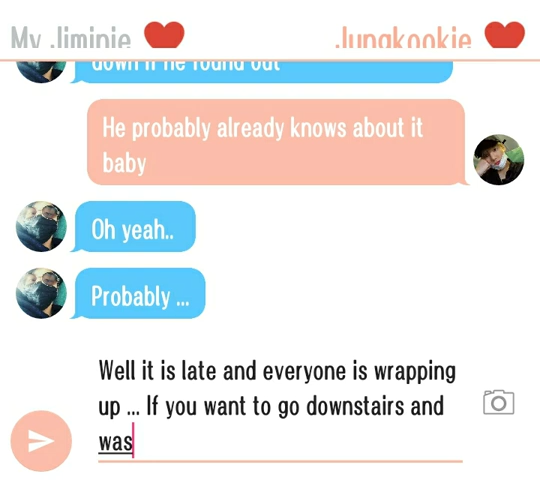 My Jiminie
Jungkookie
down if he found out
He probably already knows about it
baby
Oh yeah..
Probably ...
Well it is late and everyone is wrapping
up ... If you want to go downstairs and
was